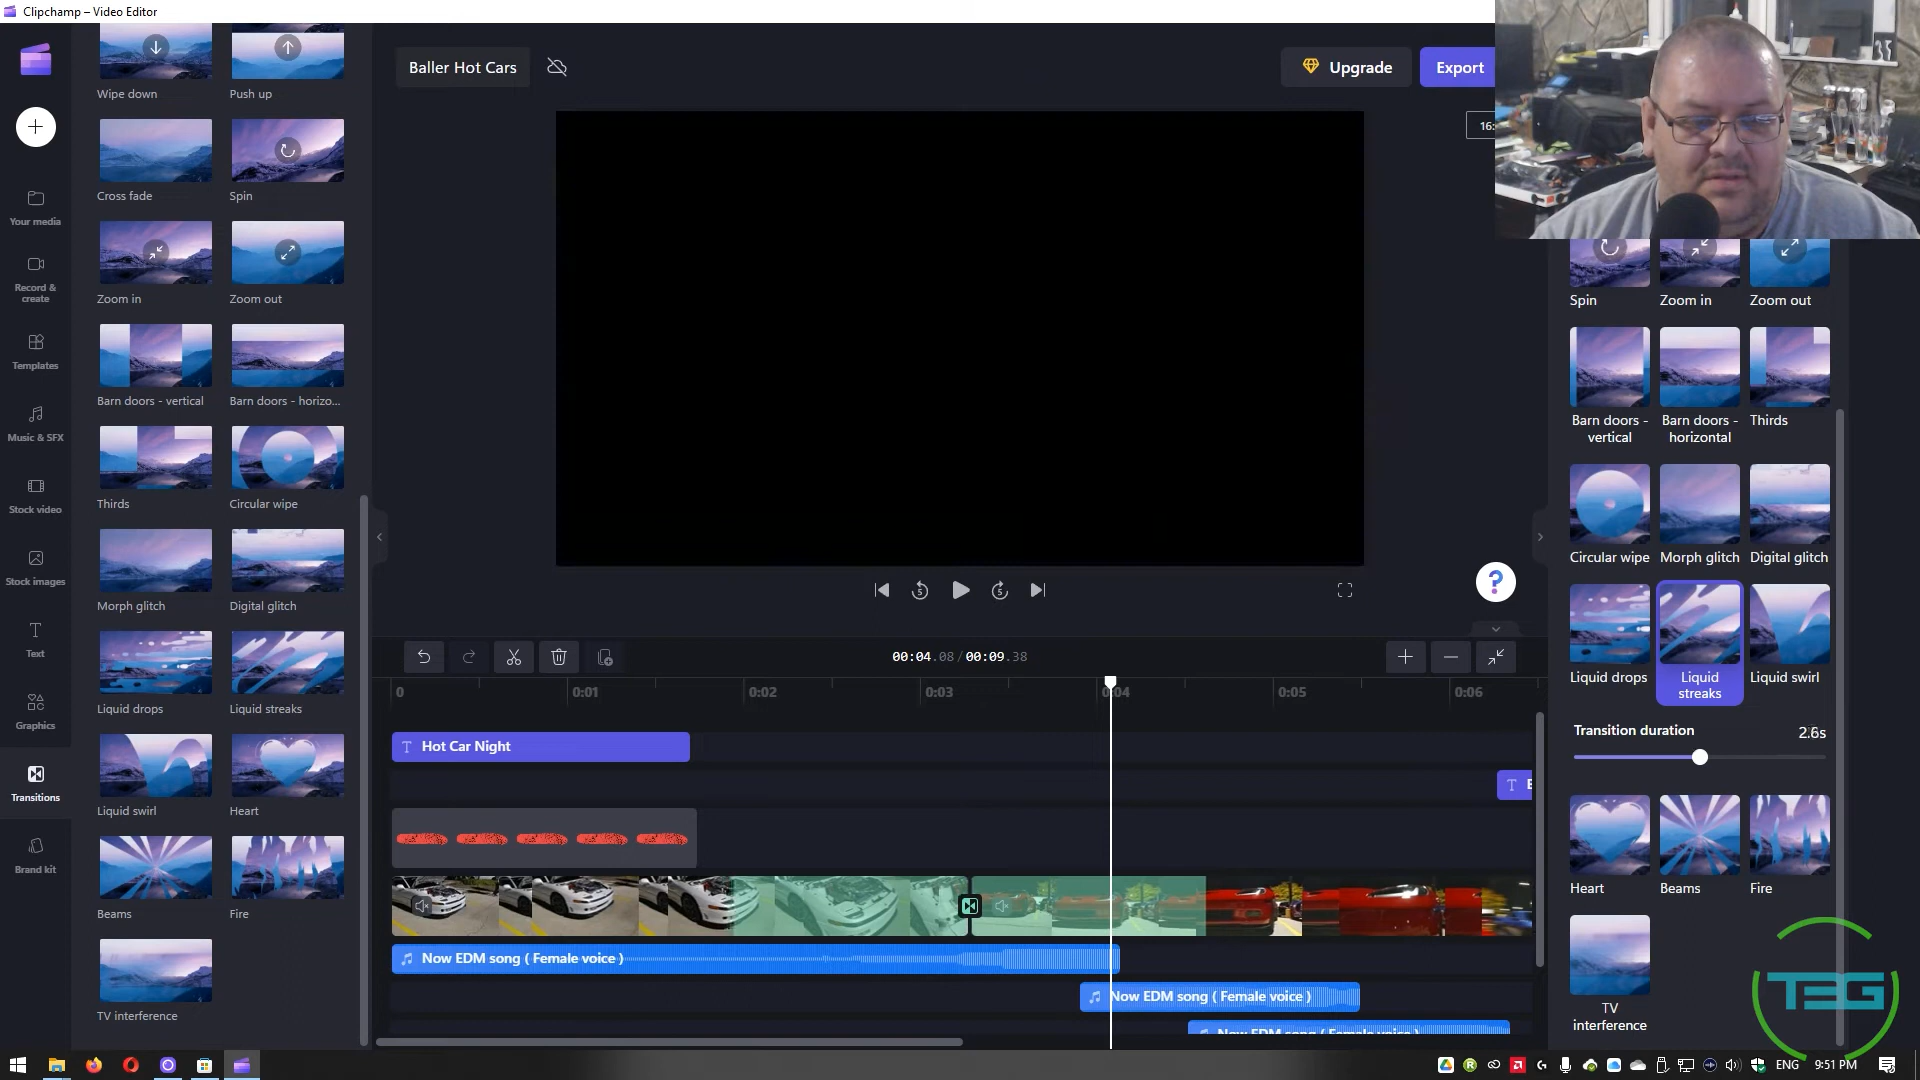 Clipchamp – Video Editor
Baller Hot Cars
Upgrade
Export
16:
Your media
Record &
create
Templates
Music & SFX
Stock video
Stock images
Text
Graphics
Transitions
Brand kit
Wipe down
Push up
Cross fade
Spin
Zoom in
Zoom out
Barn doors - vertical
Barn doors - horizo...
Thirds
Circular wipe
Morph glitch
Digital glitch
Liquid drops
Liquid streaks
Liquid swirl
Heart
Beams
Fire
TV interference
5
5
?
00:04.08 / 00:09.38
0
0:01
0:02
0:03
0:04
0:05
0:06
T Hot Car Night
T
Now EDM song ( Female voice )
Now EDM song ( Female voice )
Now EDM song ( Female voice )
Spin
Zoom in
Zoom out
Barn doors -
vertical
Barn doors -
horizontal
Thirds
Circular wipe
Morph glitch
Digital glitch
Liquid drops
Liquid
streaks
Liquid swirl
Transition duration
2.6s
Heart
Beams
Fire
TV
interference
TBG
ENG
9:51 PM